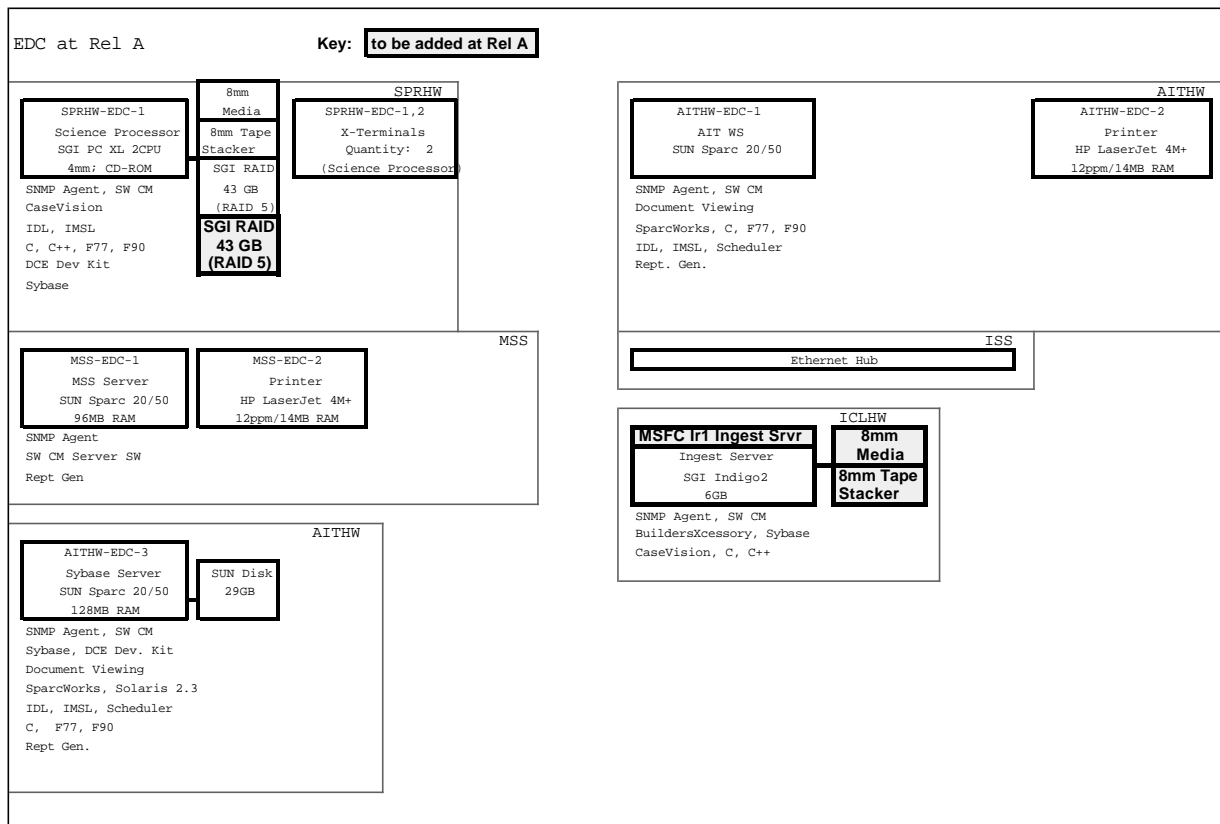 EDC at Rel A
Key: to be added at Rel A
SPRHW
SPRHW-EDC-1
Science Processor
SGI PC XL 2CPU
4mm; CD-ROM
SNMP Agent, SW CM
CaseVision
IDL, IMSL
C, C++, F77, F90
DCE Dev Kit
Sybase
8mm
Media
8mm Tape
Stacker
SGI RAID
43 GB
(RAID 5)
SGI RAID
43 GB
(RAID 5)
SPRHW-EDC-1,2
X-Terminals
Quantity: 2
(Science Processor)
AITHW
AITHW-EDC-1
AIT WS
SUN Sparc 20/50
SNMP Agent, SW CM
Document Viewing
SparcWorks, C, F77, F90
IDL, IMSL, Scheduler
Rept. Gen.
AITHW-EDC-2
Printer
HP LaserJet 4M+
12ppm/14MB RAM
MSS
MSS-EDC-1
MSS Server
SUN Sparc 20/50
96MB RAM
SNMP Agent
SW CM Server SW
Rept Gen
MSS-EDC-2
Printer
HP LaserJet 4M+
12ppm/14MB RAM
ISS
Ethernet Hub
ICLHW
MSFC Ir1 Ingest Srvr
Ingest Server
SGI Indigo2
6GB
SNMP Agent, SW CM
BuildersXcessory, Sybase
CaseVision, C, C++
8mm
Media
8mm Tape
Stacker
AITHW
AITHW-EDC-3
Sybase Server
SUN Sparc 20/50
128MB RAM
SUN Disk
29GB
SNMP Agent, SW CM
Sybase, DCE Dev. Kit
Document Viewing
SparcWorks, Solaris 2.3
IDL, IMSL, Scheduler
C, F77, F90
Rept Gen.